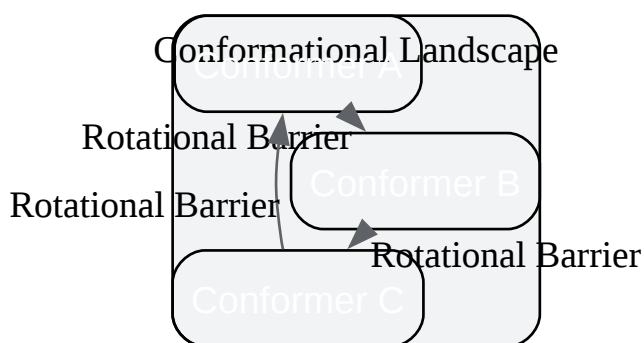 Conformational Landscape
Conformer A
Rotational Barrier
Conformer B
Rotational Barrier
Rotational Barrier
Conformer C